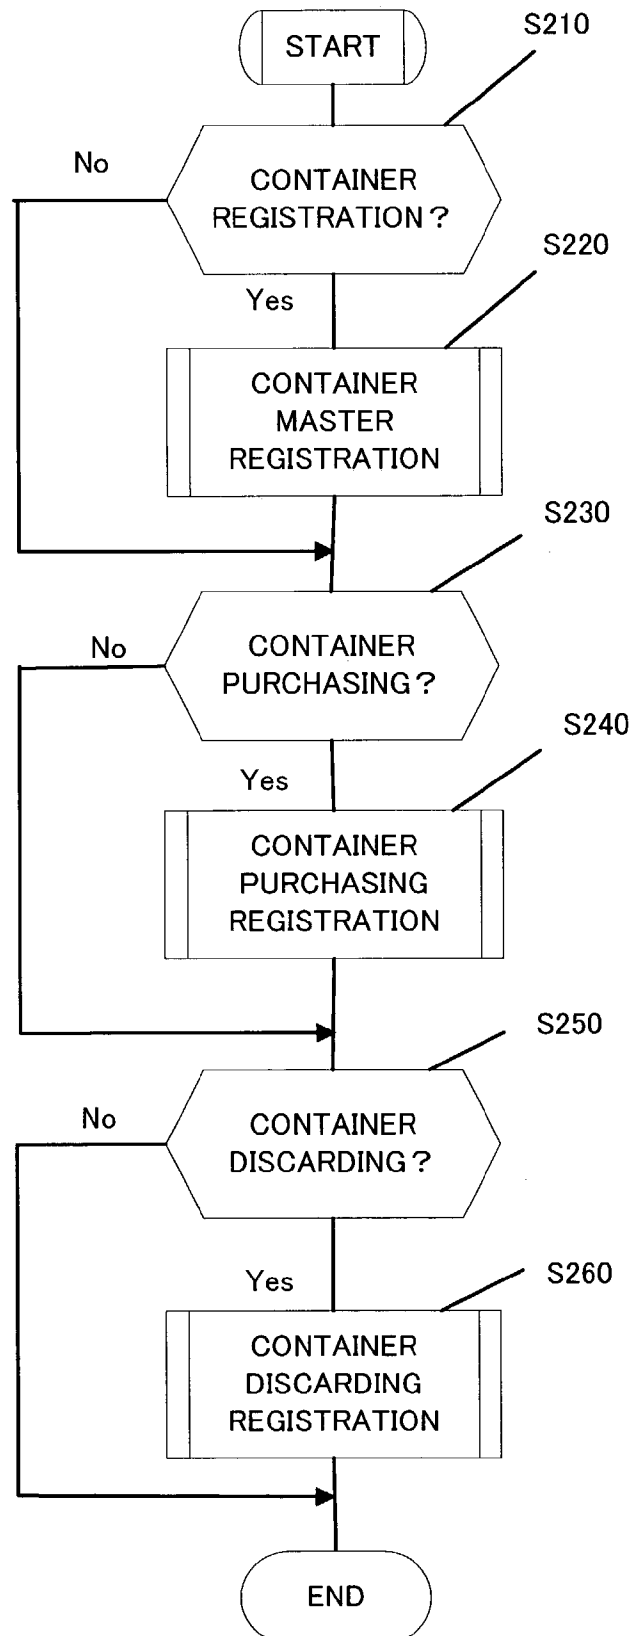 START
S210
No
CONTAINER
REGISTRATION?
S220
Yes
CONTAINER
MASTER
REGISTRATION
S230
No
CONTAINER
PURCHASING?
S240
Yes
CONTAINER
PURCHASING
REGISTRATION
S250
No
CONTAINER
DISCARDING?
S260
Yes
CONTAINER
DISCARDING
REGISTRATION
END